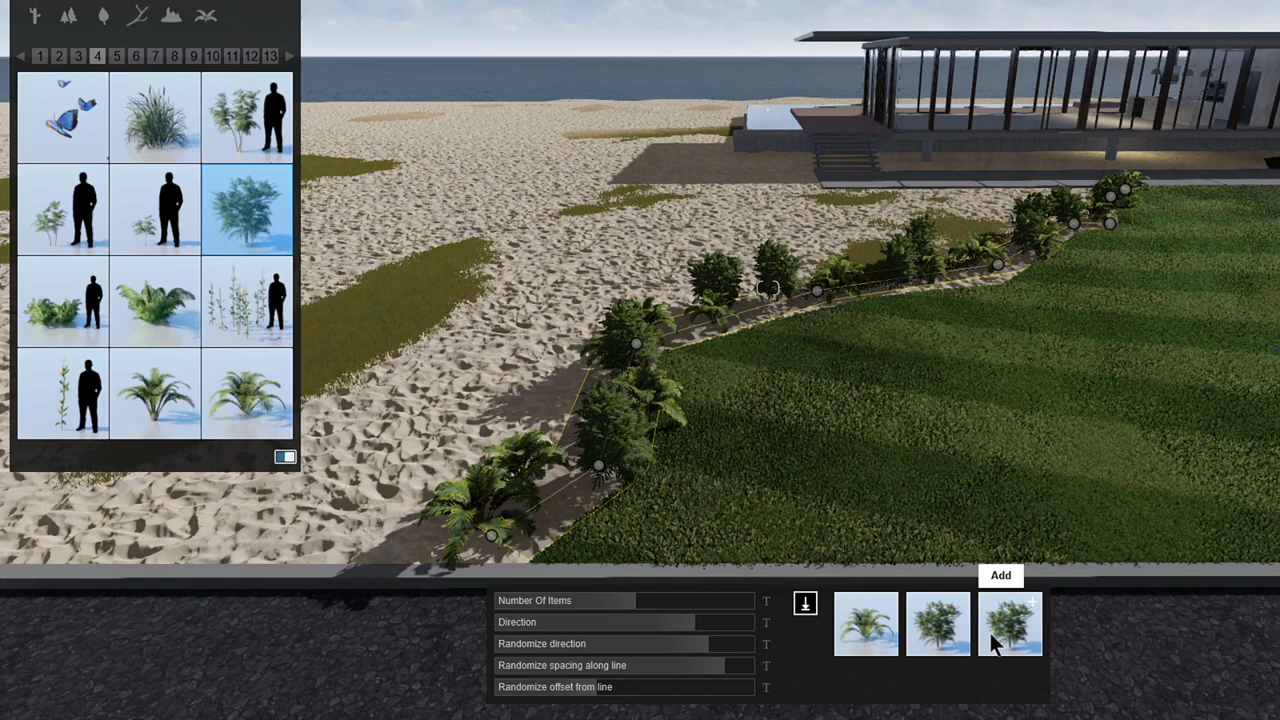 1 2 3 4 5 6 7 8 9 10 11 12 13
Add
Number Of Items T
Direction T
Randomize direction T
Randomize spacing along line T
Randomize offset from line T